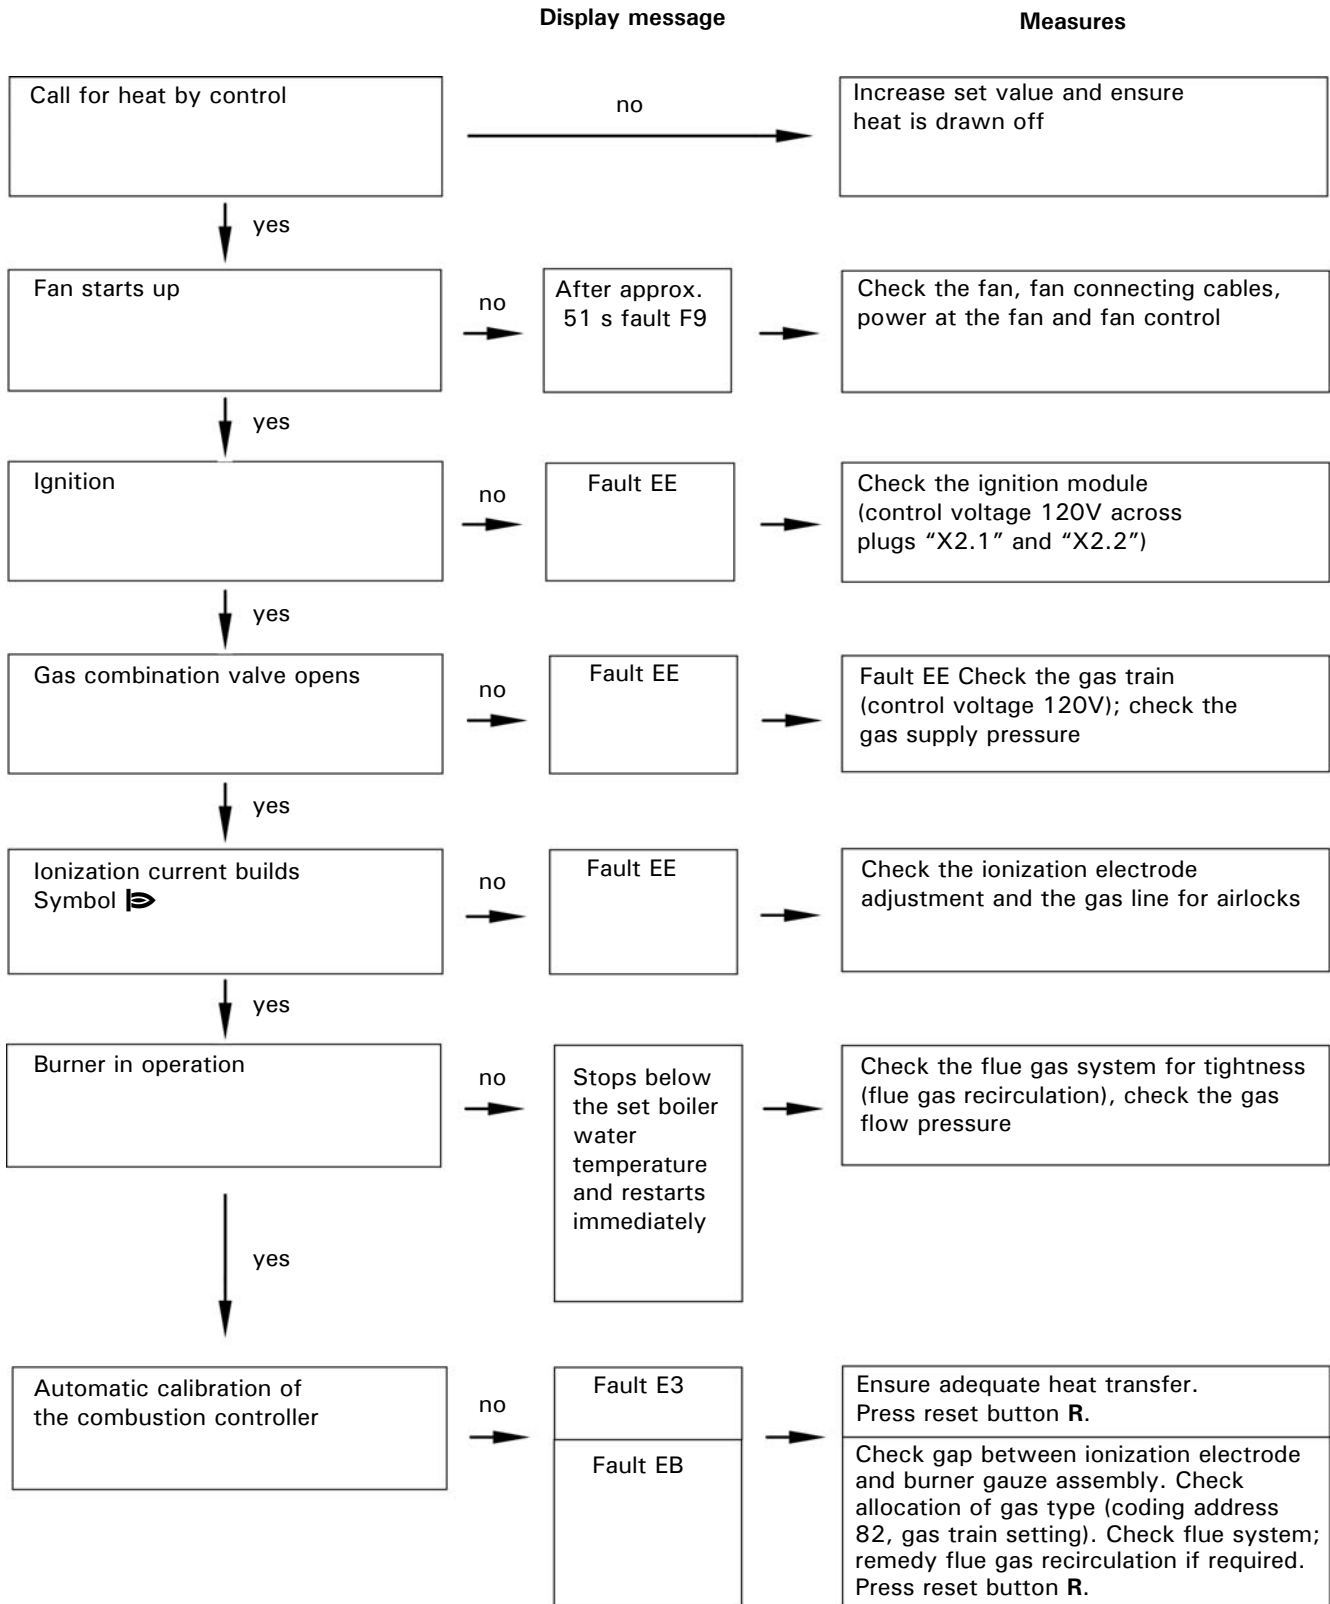 Display message
Measures
Call for heat by control
no
Increase set value and ensure
heat is drawn off
yes
Fan starts up
no
After approx.
51 s fault F9
Check the fan, fan connecting cables,
power at the fan and fan control
yes
Ignition
no
Fault EE
Check the ignition module
(control voltage 120V across
plugs “X2.1” and “X2.2”)
yes
Gas combination valve opens
no
Fault EE
Fault EE Check the gas train
(control voltage 120V); check the
gas supply pressure
yes
Ionization current builds
Symbol
no
Fault EE
Check the ionization electrode
adjustment and the gas line for airlocks
yes
Burner in operation
no
Stops below
the set boiler
water
temperature
and restarts
immediately
Check the flue gas system for tightness
(flue gas recirculation), check the gas
flow pressure
yes
Automatic calibration of
the combustion controller
no
Fault E3
Ensure adequate heat transfer.
Press reset button R.
Fault EB
Check gap between ionization electrode
and burner gauze assembly. Check
allocation of gas type (coding address
82, gas train setting). Check flue system;
remedy flue gas recirculation if required.
Press reset button R.